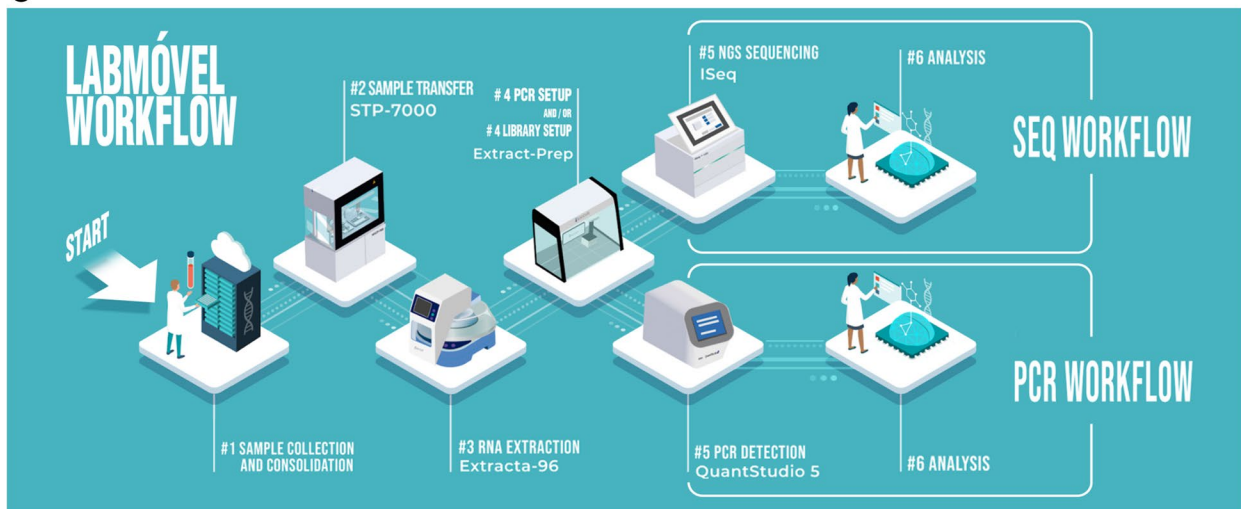 LABMÓVEL
WORKFLOW
START
#1 SAMPLE COLLECTION
AND CONSOLIDATION
#2 SAMPLE TRANSFER
STP-7000
#3 RNA EXTRACTION
Extracta-96
# 4 PCR SETUP
AND / OR
# 4 LIBRARY SETUP
Extract-Prep
#5 NGS SEQUENCING
ISeq
#6 ANALYSIS
SEQ WORKFLOW
#5 PCR DETECTION
QuantStudio 5
#6 ANALYSIS
PCR WORKFLOW